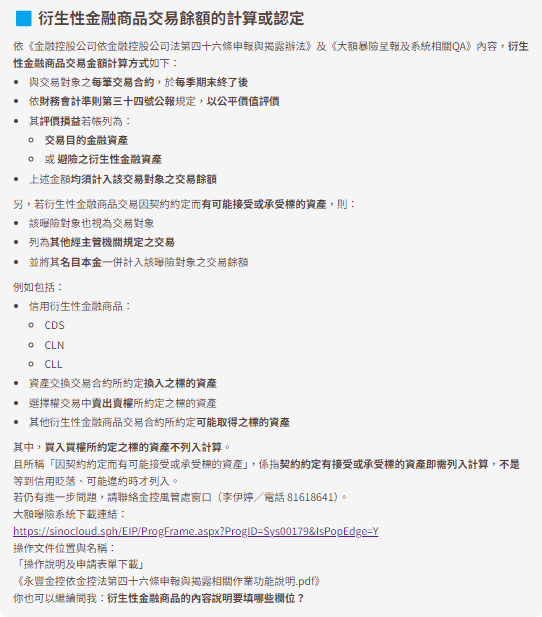 衍生性金融商品交易餘額的計算或認定
依《金融控股公司依金融控股公司法第四十六條申報與揭露辦法》及《大額暴險呈報及系統相關QA》內容，衍生
性金融商品交易金額計算方式如下：
與交易對象之每筆交易合約，於每季期末終了後
依財務會計準則第三十四號公報規定，以公平價值評價
其評價損益若帳列為：
交易目的金融資產
或 避險之衍生性金融資產
上述金額均須計入該交易對象之交易餘額
另，若衍生性金融商品交易因契約約定而有可能接受或承受標的資產，則：
該曝險對象也視為交易對象
列為其他經主管機關規定之交易
並將其名目本金一併計入該曝險對象之交易餘額
例如包括：
信用衍生性金融商品：
CDS
CLN
CLL
資產交換交易合約所約定換入之標的資產
選擇權交易中賣出賣權所約定之標的資產
其他衍生性金融商品交易合約所約定可能取得之標的資產
其中，買入買權所約定之標的資產不列入計算。
且所稱「因契約約定而有可能接受或承受標的資產」，係指契約約定有接受或承受標的資產即需列入計算，不是
等到信用貶落、可能違約時才列入。
若仍有進一步問題，請聯絡金控風管處窗口（李伊婷／電話 81618641）。
大額曝險系統下載連結：
https://sinocloud.sph/EIP/ProgFrame.aspx?ProgID=Sys00179&IsPopEdge=Y
操作文件位置與名稱：
「操作說明及申請表單下載」
《永豐金控依金控法第四十六條申報與揭露相關作業功能說明.pdf》
你也可以繼續問我：衍生性金融商品的內容說明要填哪些欄位？